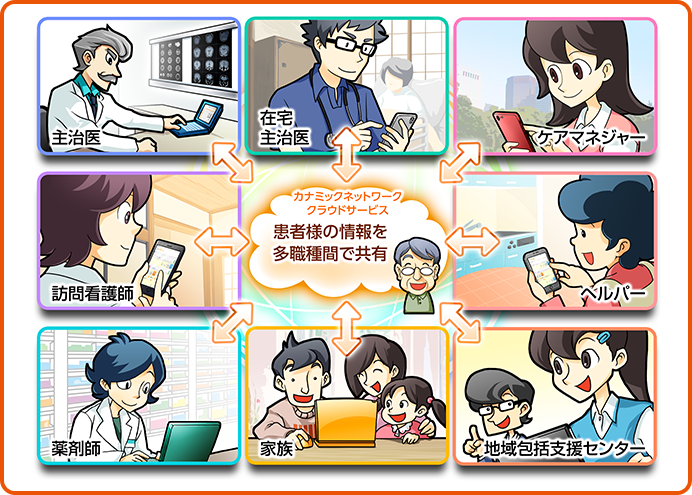 主治医
在宅
主治医
ケアマネジャー
カナミックネットワーク
クラウドサービス
患者様の情報を
多職種間で共有
訪問看護師
ヘルパー
薬剤師
家族
地域包括支援センター